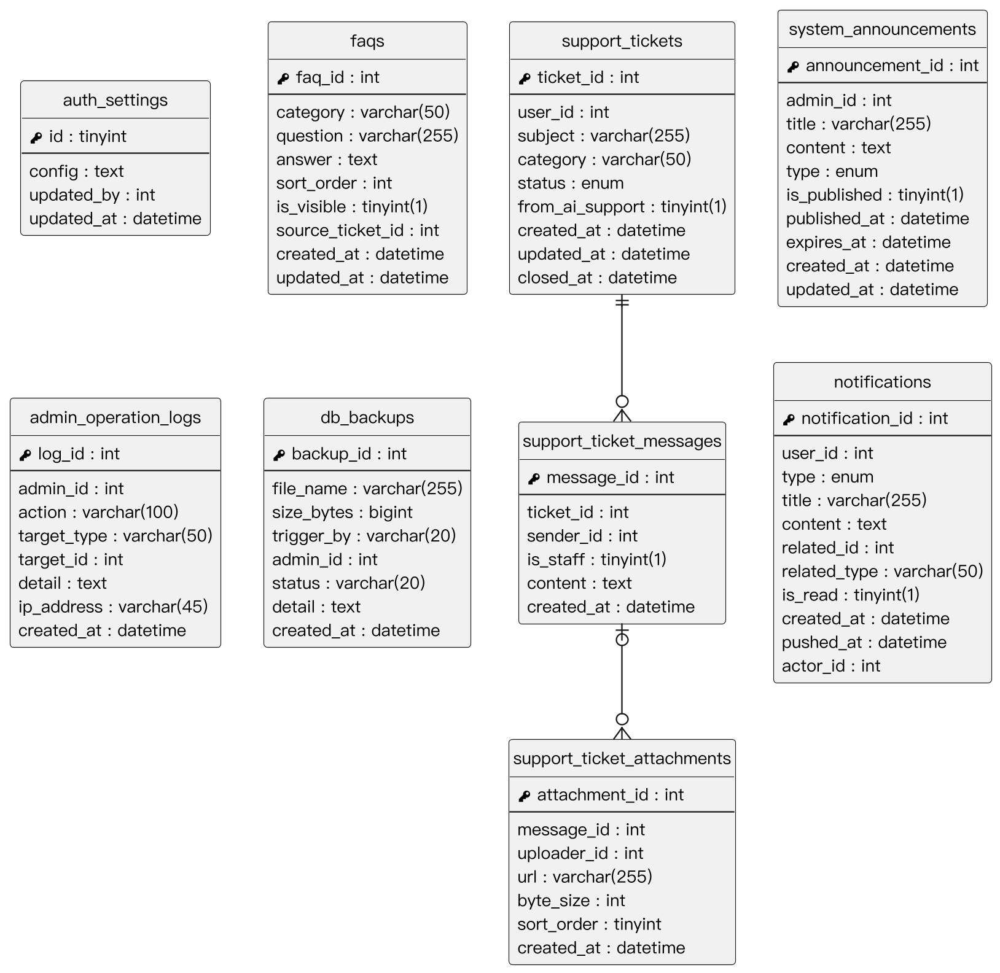 auth_settings
id : tinyint
config : text
updated_by : int
updated_at : datetime
faqs
faq_id : int
category : varchar(50)
question : varchar(255)
answer : text
sort_order : int
is_visible : tinyint(1)
source_ticket_id : int
created_at : datetime
updated_at : datetime
support_tickets
ticket_id : int
user_id : int
subject : varchar(255)
category : varchar(50)
status : enum
from_ai_support : tinyint(1)
created_at : datetime
updated_at : datetime
closed_at : datetime
system_announcements
announcement_id : int
admin_id : int
title : varchar(255)
content : text
type : enum
is_published : tinyint(1)
published_at : datetime
expires_at : datetime
created_at : datetime
updated_at : datetime
admin_operation_logs
log_id : int
admin_id : int
action : varchar(100)
target_type : varchar(50)
target_id : int
detail : text
ip_address : varchar(45)
created_at : datetime
db_backups
backup_id : int
file_name : varchar(255)
size_bytes : bigint
trigger_by : varchar(20)
admin_id : int
status : varchar(20)
detail : text
created_at : datetime
support_ticket_messages
message_id : int
ticket_id : int
sender_id : int
is_staff : tinyint(1)
content : text
created_at : datetime
notifications
notification_id : int
user_id : int
type : enum
title : varchar(255)
content : text
related_id : int
related_type : varchar(50)
is_read : tinyint(1)
created_at : datetime
pushed_at : datetime
actor_id : int
support_ticket_attachments
attachment_id : int
message_id : int
uploader_id : int
url : varchar(255)
byte_size : int
sort_order : tinyint
created_at : datetime